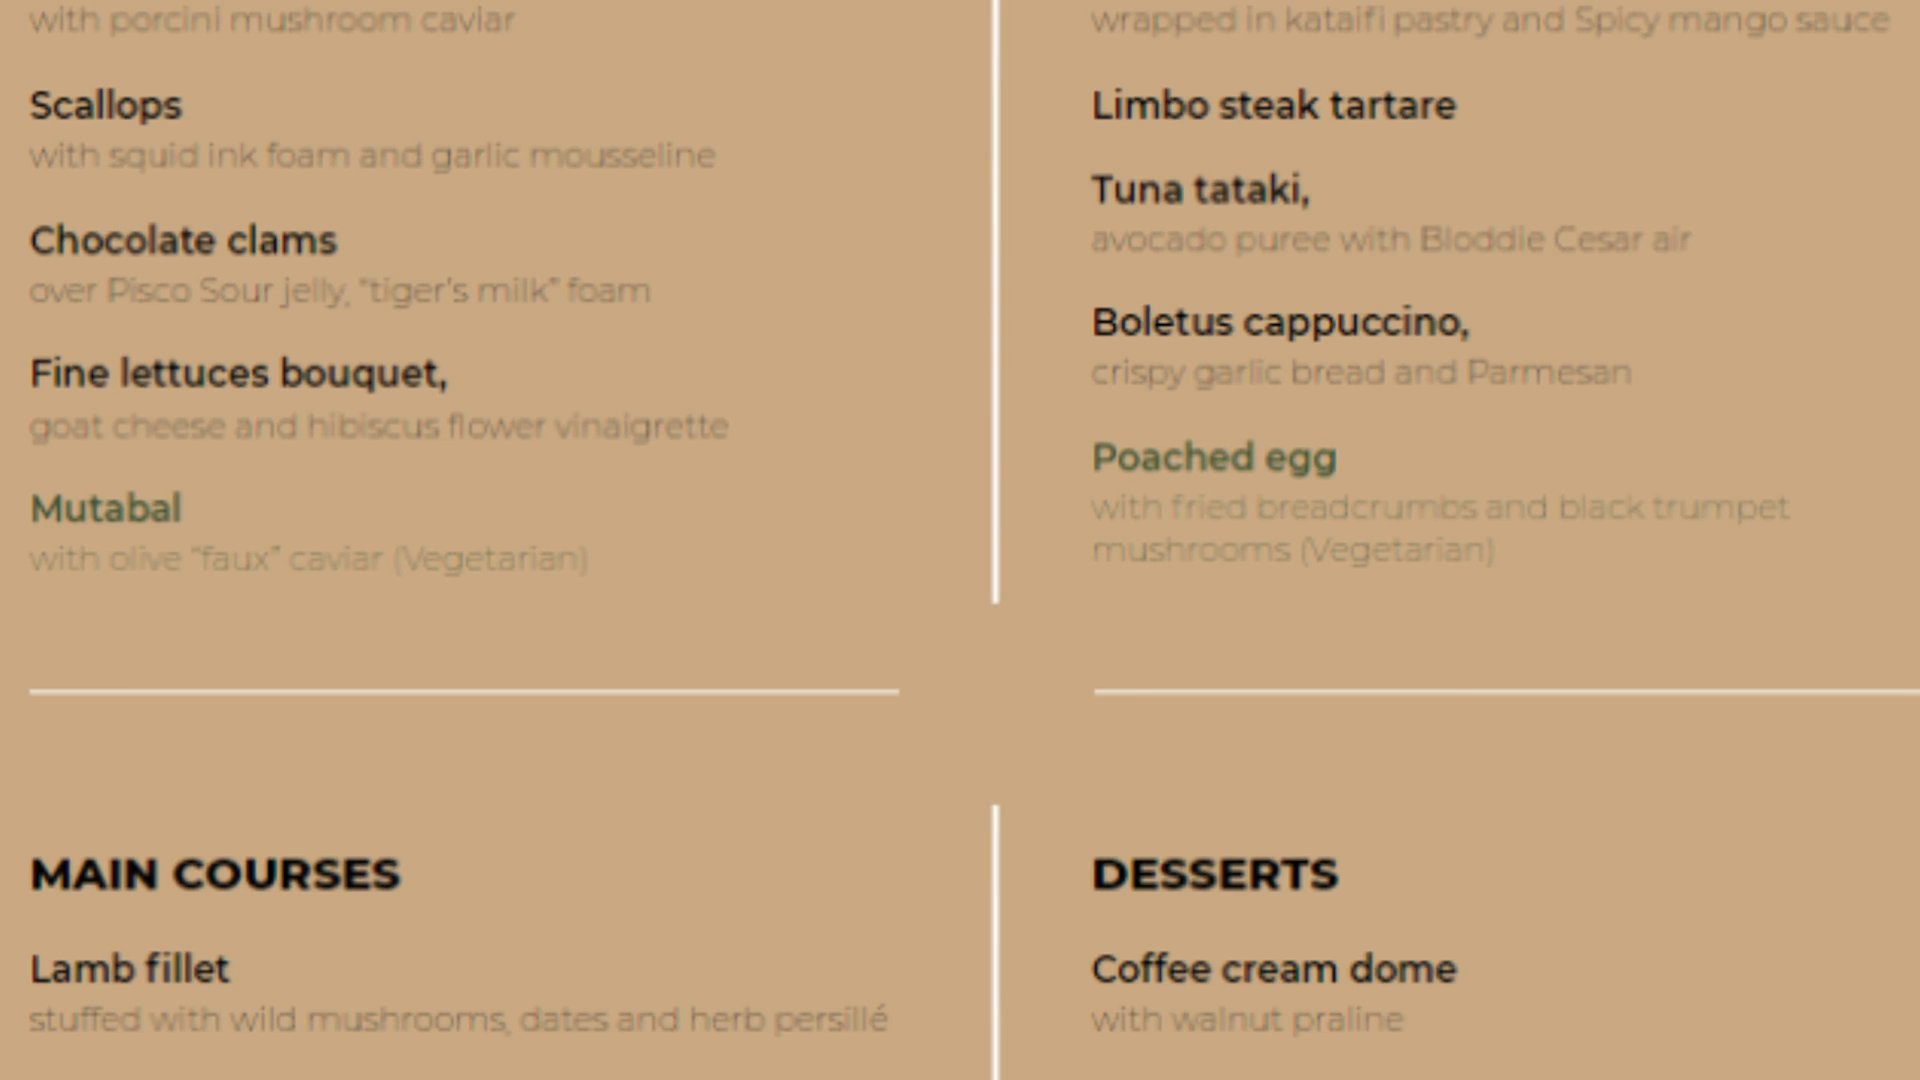 with porcini mushroom caviar
Scallops
with squid ink foam and garlic mousseline
Chocolate clams
over Pisco Sour jelly, "tiger's milk" foam
Fine lettuces bouquet,
goat cheese and hibiscus flower vinaigrette
Mutabal
with olive "faux" caviar (Vegetarian)
wrapped in kataifi pastry and Spicy mango sauce
Limbo steak tartare
Tuna tataki,
avocado puree with Bloddie Cesar air
Boletus cappuccino,
crispy garlic bread and Parmesan
Poached egg
with fried breadcrumbs and black trumpet
mushrooms (Vegetarian)
MAIN COURSES
Lamb fillet
stuffed with wild mushrooms, dates and herb persillé
DESSERTS
Coffee cream dome
with walnut praline